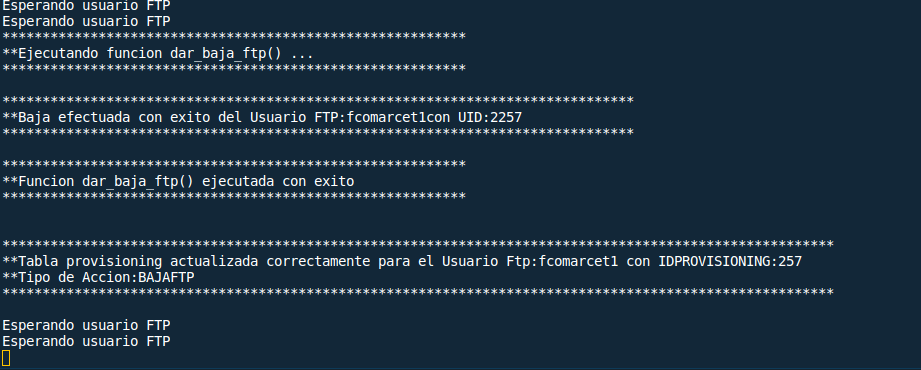 Esperando usuario FTP
Esperando usuario FTP
**********************************************************
**Ejecutando funcion dar_baja_ftp() ...
**********************************************************
*******************************************************************************
**Baja efectuada con exito del Usuario FTP:fcomarcet1con UID:2257
*******************************************************************************
**********************************************************
**Funcion dar_baja_ftp() ejecutada con exito
**********************************************************
********************************************************************************************************
**Tabla provisioning actualizada correctamente para el Usuario Ftp:fcomarcet1 con IDPROVISIONING:257
**Tipo de Accion:BAJAFTP
********************************************************************************************************
Esperando usuario FTP
Esperando usuario FTP